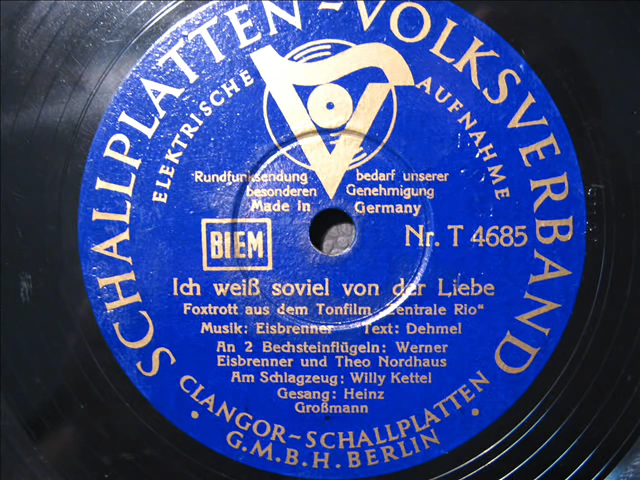 SCHALLPLATTEN-VOLKSVERBAND
ELEKTRISCHE AUFNAHME
Rundfunksendung bedarf unserer
besonderen Genehmigung
Made in Germany
BIEM
Nr. T 4685
Ich weiß soviel von der Liebe
Foxtrott aus dem Tonfilm „Zentrale Rio“
Musik: Eisbrenner Text: Dehmel
An 2 Bechsteinflügeln: Werner
Eisbrenner und Theo Nordhaus
Am Schlagzeug: Willy Kettel
Gesang: Heinz
Großmann
CLANGOR-SCHALLPLATTEN
G.M.B.H. BERLIN